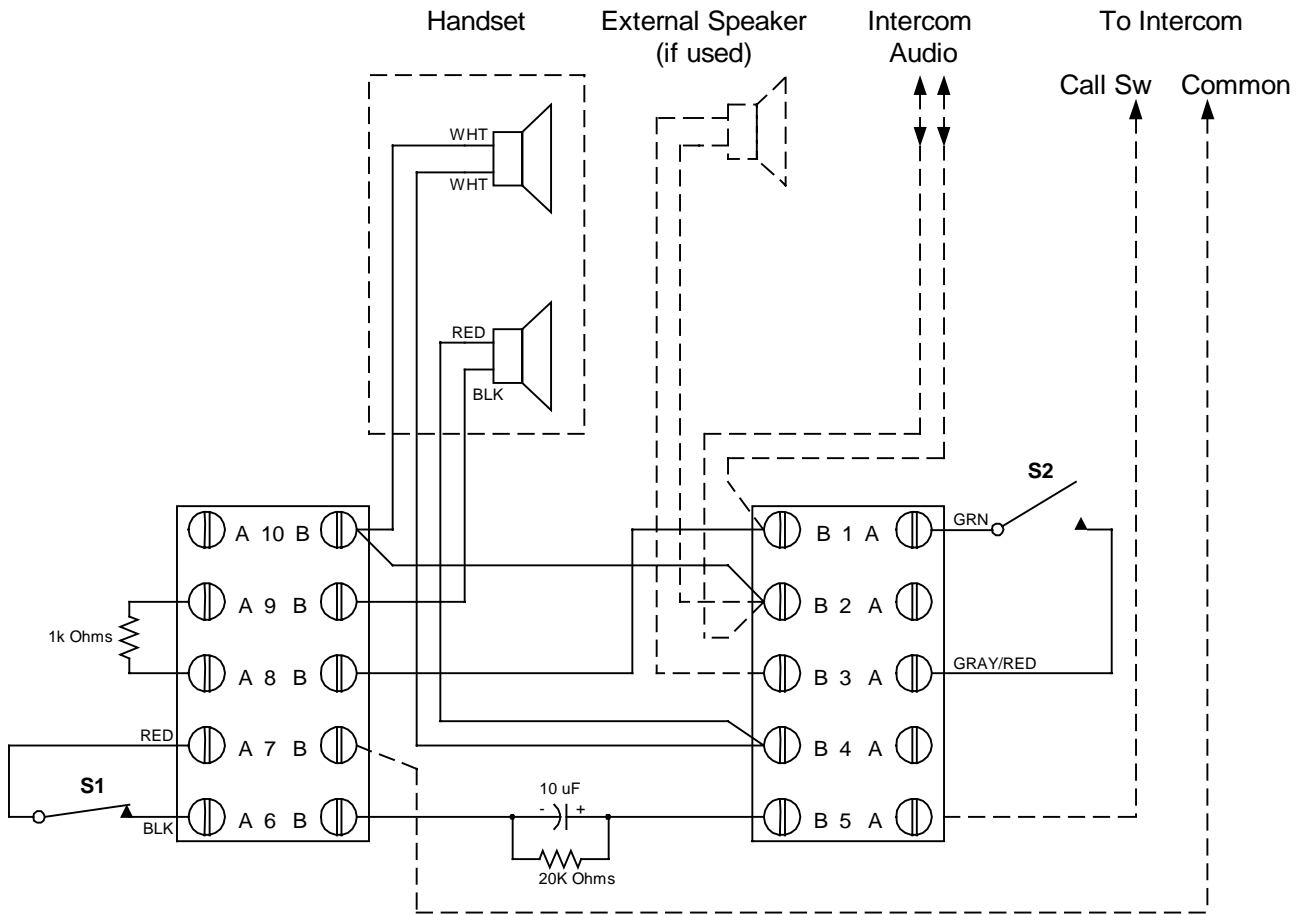 Handset
External Speaker
(if used)
Intercom
Audio
To Intercom
Call Sw
Common
WHT
WHT
RED
BLK
S2
A 10 B
B 1 A
GRN
A 9 B
B 2 A
1k Ohms
A 8 B
B 3 A
GRAY/RED
RED
A 7 B
B 4 A
S1
10 uF
- +
BLK
A 6 B
B 5 A
20K Ohms